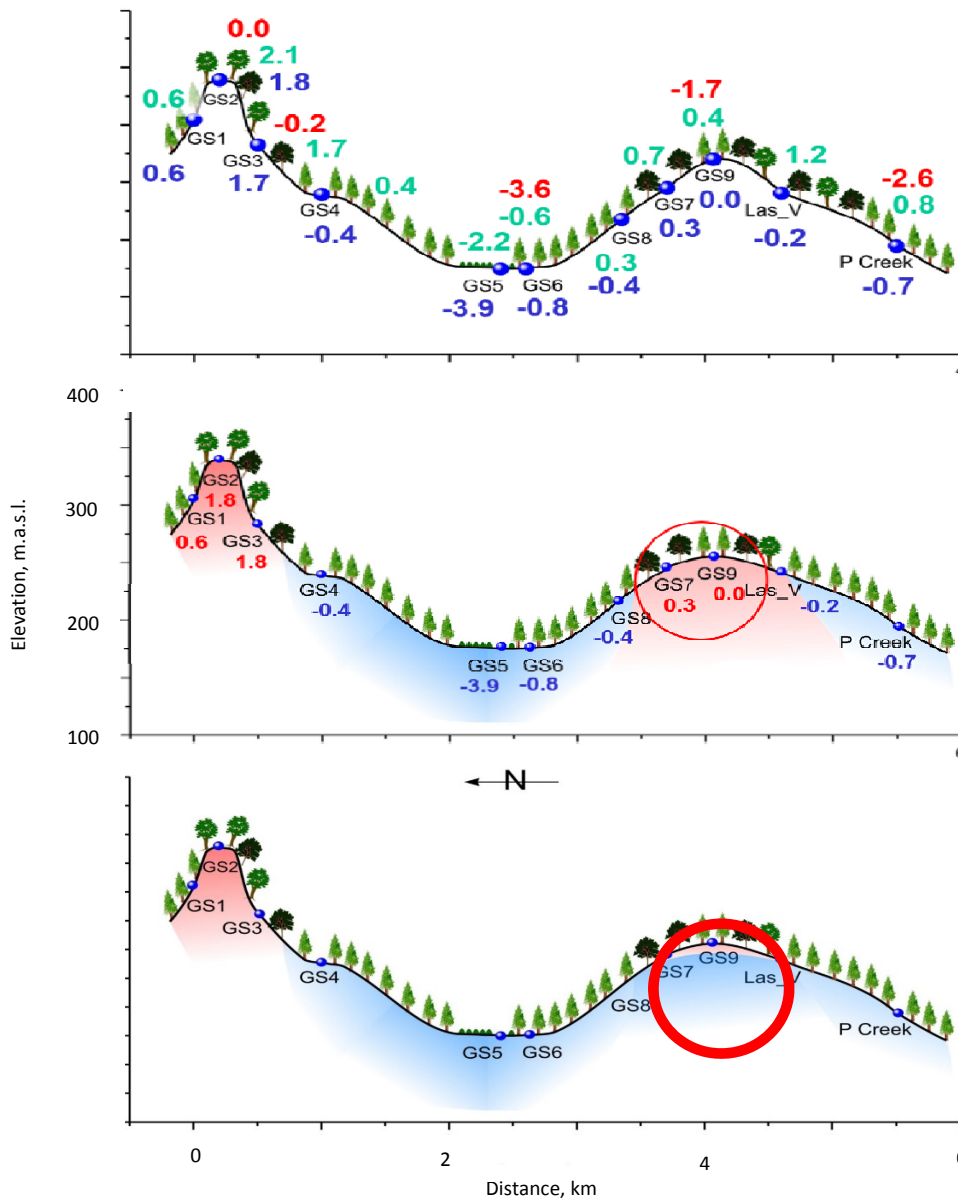 0.0
2.1
1.8
0.6
GS2
GS1
-0.2
0.6
GS3
1.7
1.7
GS4
0.4
-0.4
-3.6
-0.6
-2.2
GS5 GS6
-3.9 -0.8
-1.7
0.4
0.7
GS9
1.2
GS7
0.0
Las_V
GS8
0.3
-0.2
0.3
-0.4
-2.6
0.8
P Creek
-0.7
400
300
200
100
Elevation, m.a.s.l.
GS2
1.8
GS1
0.6
GS3
1.8
GS4
-0.4
GS5 GS6
-3.9 -0.8
GS7 GS9
0.3 0.0
Las_V
-0.2
GS8
-0.4
P Creek
-0.7
N
GS2
GS1
GS3
GS4
GS5 GS6
GS7 GS9
Las_V
GS8
P Creek
0 2 4 6
Distance, km